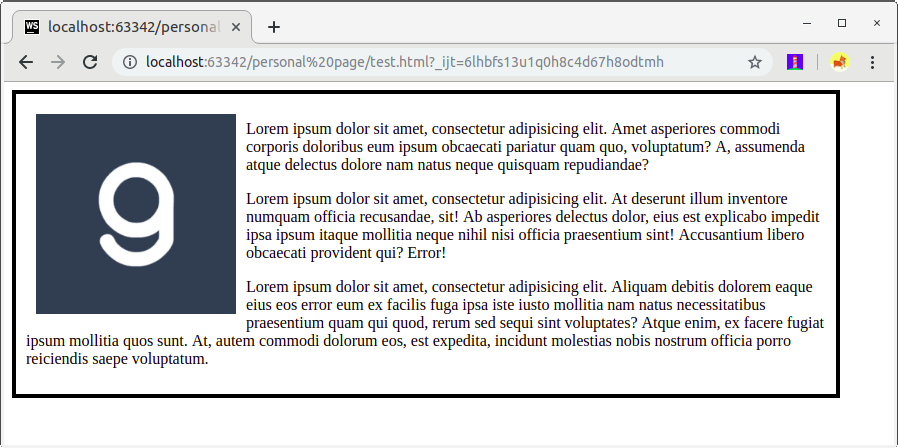 WS localhost:63342/personal
localhost:63342/personal%20page/test.html?_ijt=6lhbfs13u1q0h8c4d67h8odtmh
g
Lorem ipsum dolor sit amet, consectetur adipisicing elit. Amet asperiores commodi
corporis doloribus eum ipsum obcaecati pariatur quam quo, voluptatum? A, assumenda
atque delectus dolore nam natus neque quisquam repudiandae?
Lorem ipsum dolor sit amet, consectetur adipisicing elit. At deserunt illum inventore
numquam officia recusandae, sit! Ab asperiores delectus dolor, eius est explicabo impedit
ipsa ipsum itaque mollitia neque nihil nisi officia praesentium sint! Accusantium libero
obcaecati provident qui? Error!
Lorem ipsum dolor sit amet, consectetur adipisicing elit. Aliquam debitis dolorem eaque
eius eos error eum ex facilis fuga ipsa iste iusto mollitia nam natus necessitatibus
praesentium quam qui quod, rerum sed sequi sint voluptates? Atque enim, ex facere fugiat
ipsum mollitia quos sunt. At, autem commodi dolorum eos, est expedita, incidunt molestias nobis nostrum officia porro
reiciendis saepe voluptatum.